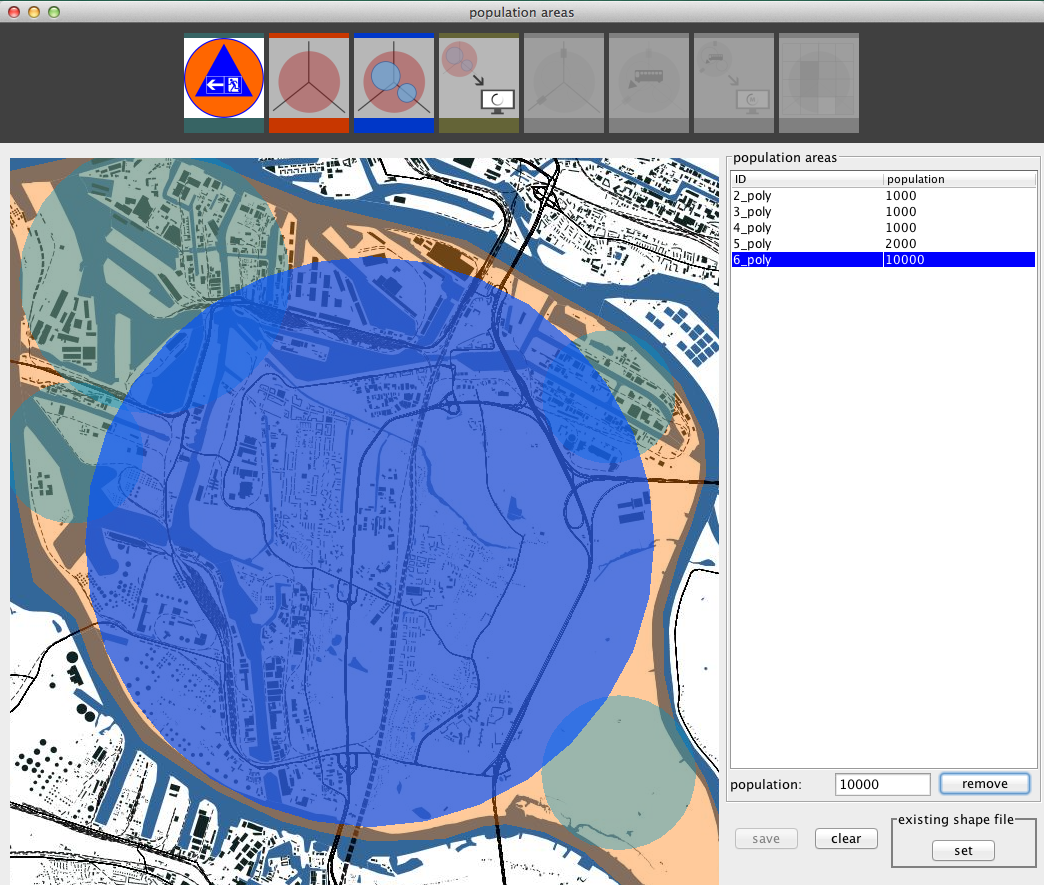 population areas
population areas
ID population
2_poly 1000
3_poly 1000
4_poly 1000
5_poly 2000
6_poly 10000
population: 10000 remove
existing shape file
save clear
set